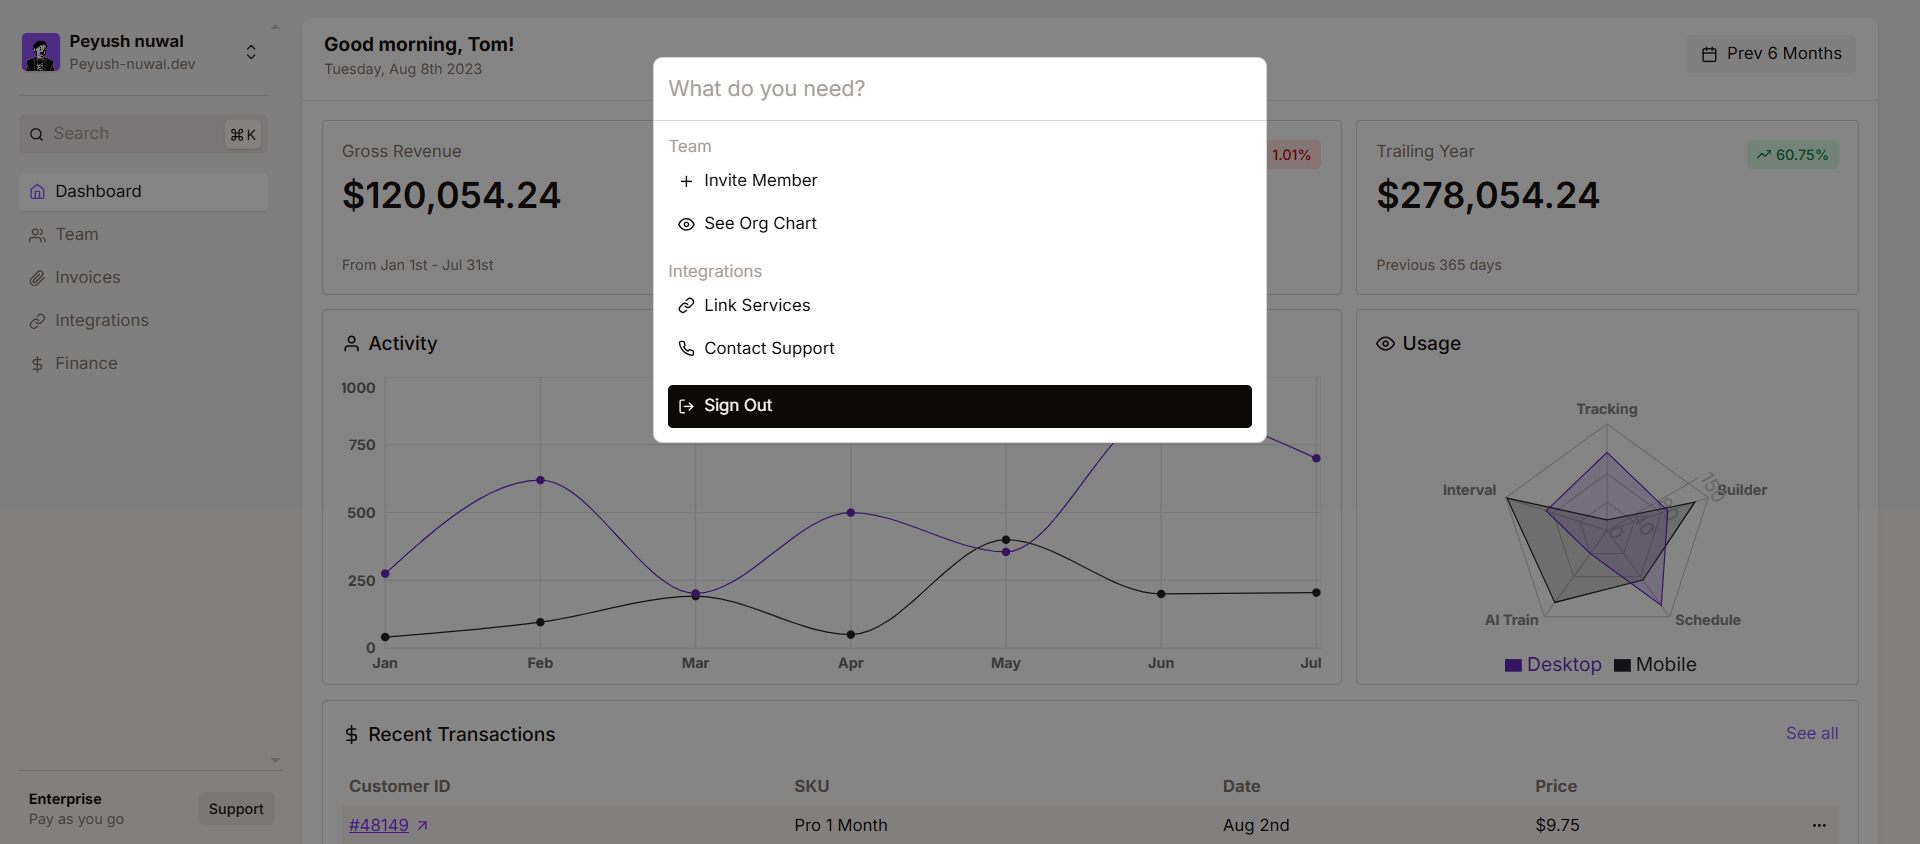 Peyush nuwal
Peyush-nuwal.dev
Search
⌘ K
Dashboard
Team
Invoices
Integrations
Finance
Enterprise
Pay as you go
Support
Good morning, Tom!
Tuesday, Aug 8th 2023
Prev 6 Months
What do you need?
Team
Invite Member
See Org Chart
Integrations
Link Services
Contact Support
Sign Out
Gross Revenue
$120,054.24
From Jan 1st - Jul 31st
1.01%
Trailing Year
60.75%
$278,054.24
Previous 365 days
Activity
1000
750
500
250
0
Jan Feb Mar Apr May Jun Jul
Usage
Tracking
Interval
Builder
150
0
AI Train
Schedule
Desktop Mobile
Recent Transactions
See all
Customer ID SKU Date Price
#48149 Pro 1 Month Aug 2nd $9.75